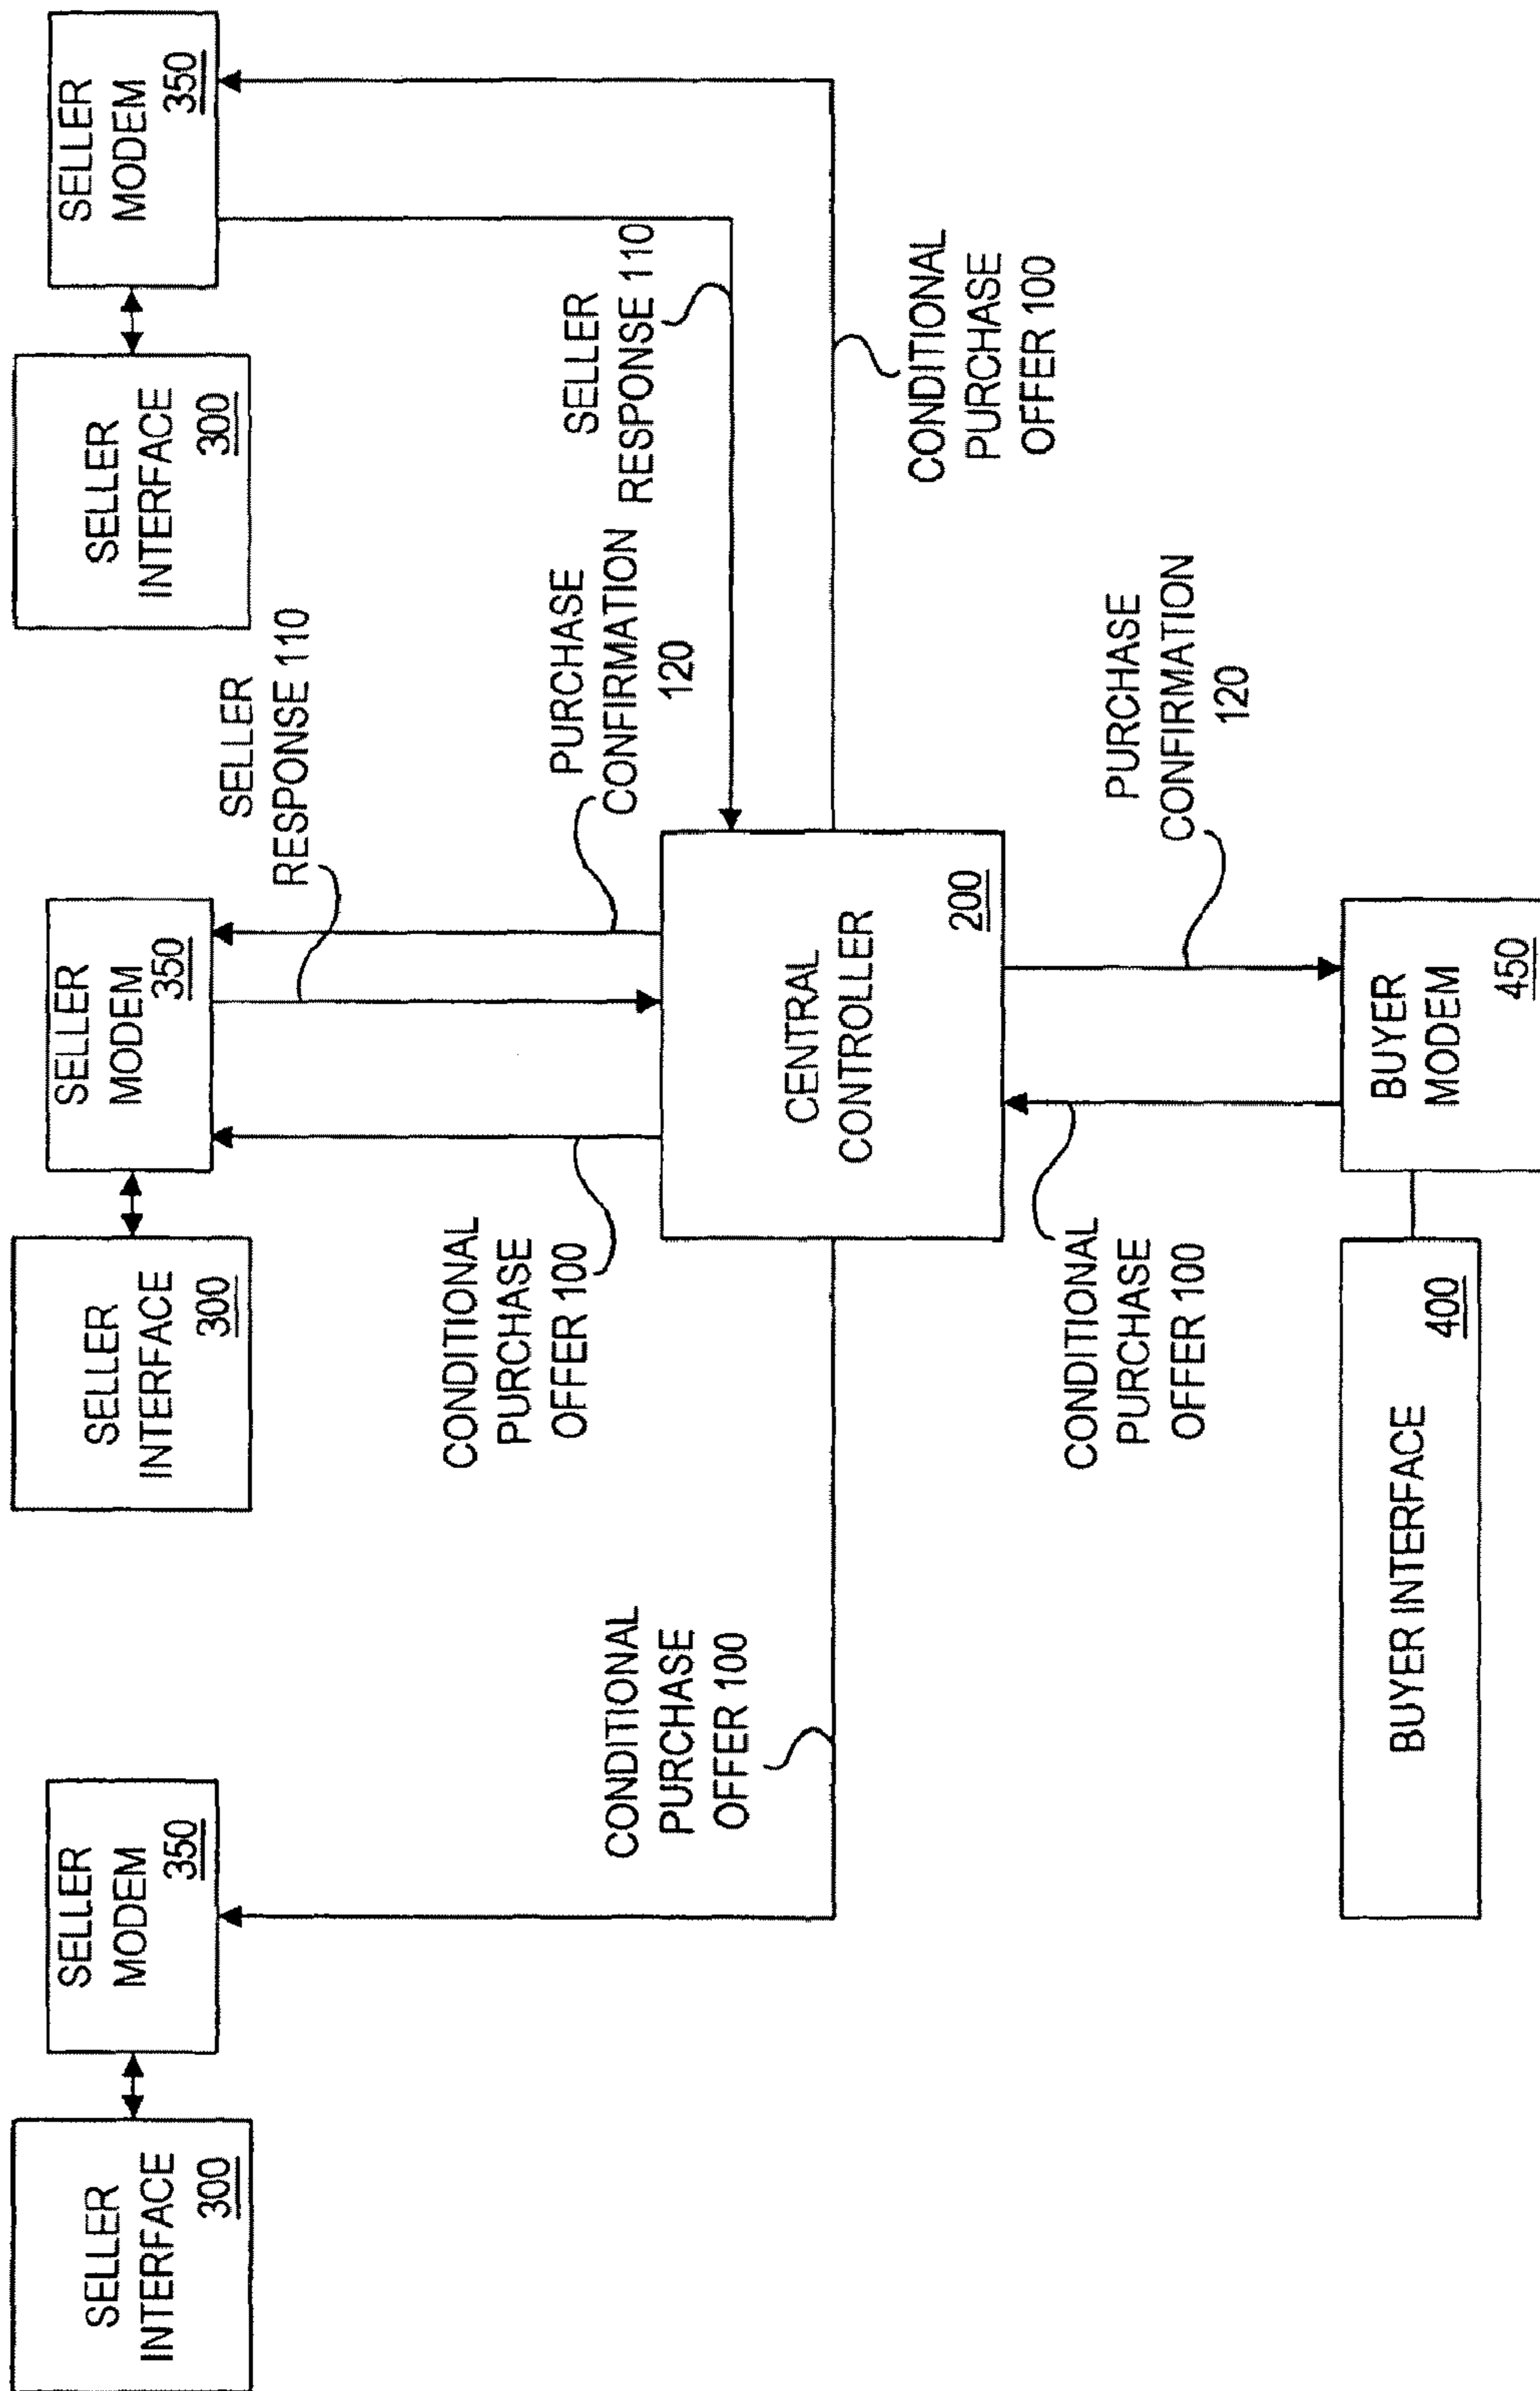 SELLER
INTERFACE
300
SELLER
MODEM
350
SELLER
INTERFACE
300
SELLER
MODEM
350
SELLER
INTERFACE
300
SELLER
MODEM
350
SELLER
RESPONSE 110
CONDITIONAL
PURCHASE
OFFER 100
PURCHASE
CONFIRMATION
120
SELLER
RESPONSE 110
CONDITIONAL
PURCHASE
OFFER 100
CENTRAL
CONTROLLER
200
CONDITIONAL
PURCHASE
OFFER 100
CONDITIONAL
PURCHASE
OFFER 100
PURCHASE
CONFIRMATION
120
BUYER INTERFACE
400
BUYER
MODEM
450